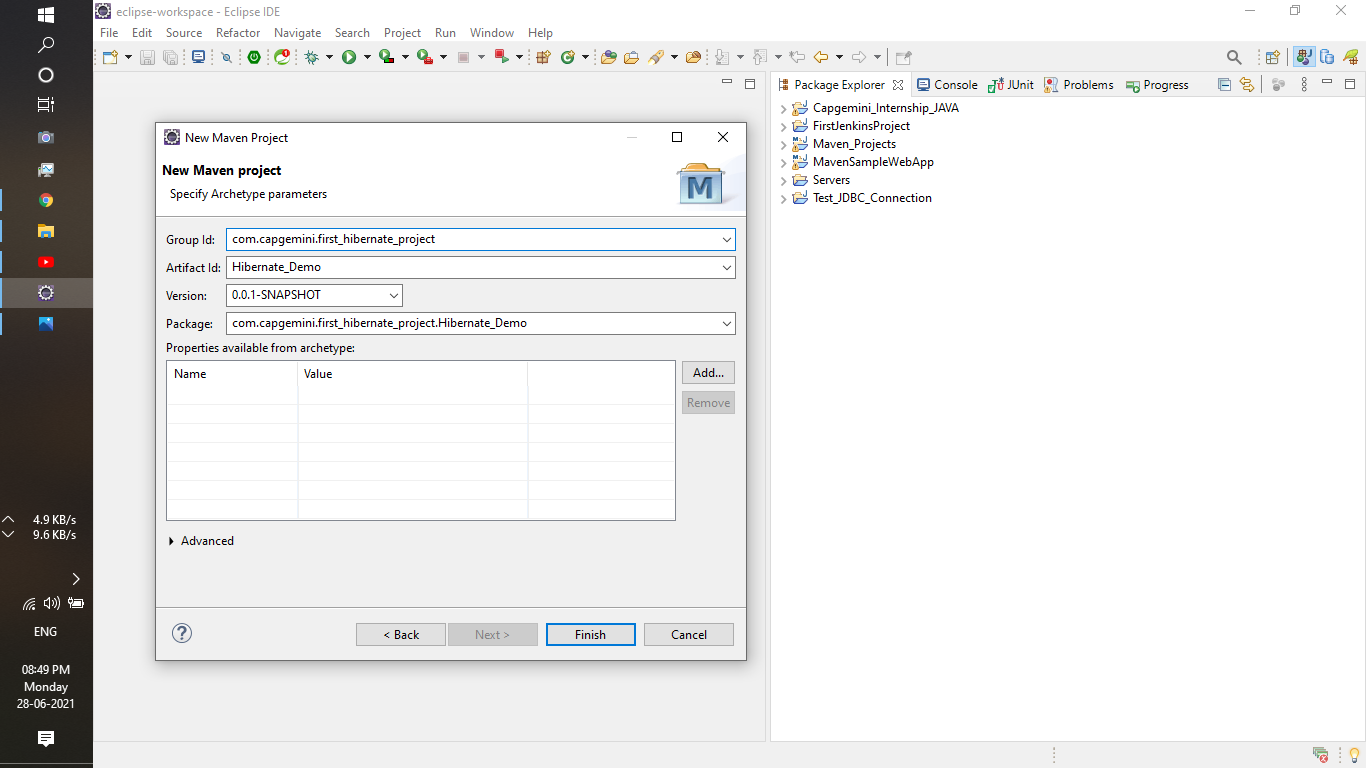 eclipse-workspace - Eclipse IDE
File Edit Source Refactor Navigate Search Project Run Window Help
Package Explorer Console JUnit Problems Progress
Capgemini_Internship_JAVA
FirstJenkinsProject
Maven_Projects
MavenSampleWebApp
Servers
Test_JDBC_Connection
New Maven Project
New Maven project
Specify Archetype parameters
M
Group Id: com.capgemini.first_hibernate_project
Artifact Id: Hibernate_Demo
Version: 0.0.1-SNAPSHOT
Package: com.capgemini.first_hibernate_project.Hibernate_Demo
Properties available from archetype:
Name Value
Add...
Remove
Advanced
? < Back Next > Finish Cancel
4.9 KB/s
9.6 KB/s
ENG
08:49 PM
Monday
28-06-2021